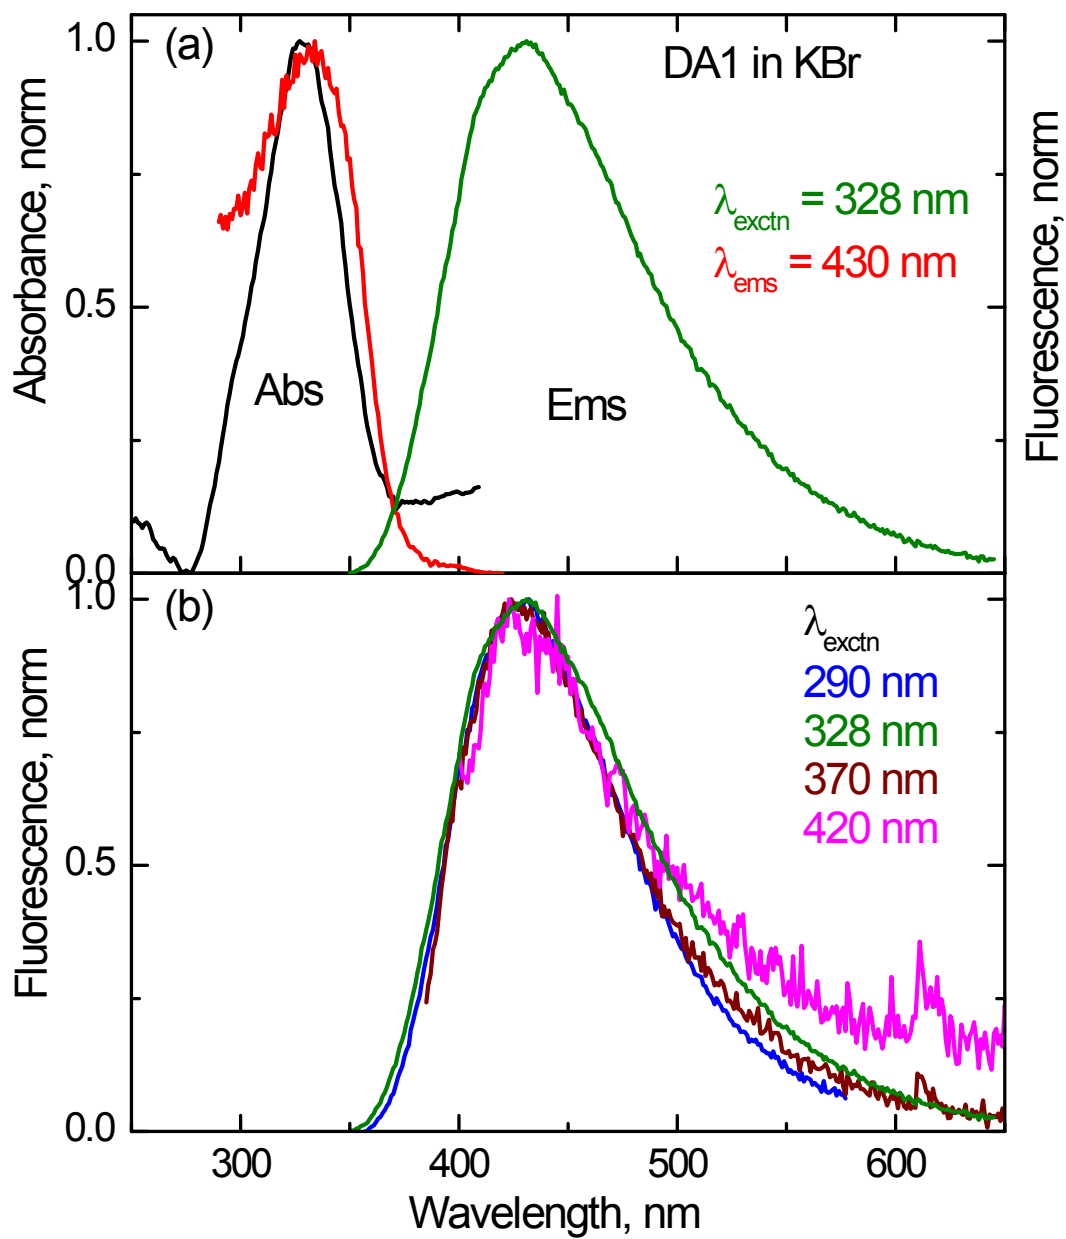 (a)
DA1 in KBr
λexctn = 328 nm
λems = 430 nm
Abs
Ems
1.0
0.5
0.0
Absorbance, norm
Fluorescence, norm
(b)
λexctn
290 nm
328 nm
370 nm
420 nm
1.0
0.5
0.0
Fluorescence, norm
300 400 500 600
Wavelength, nm